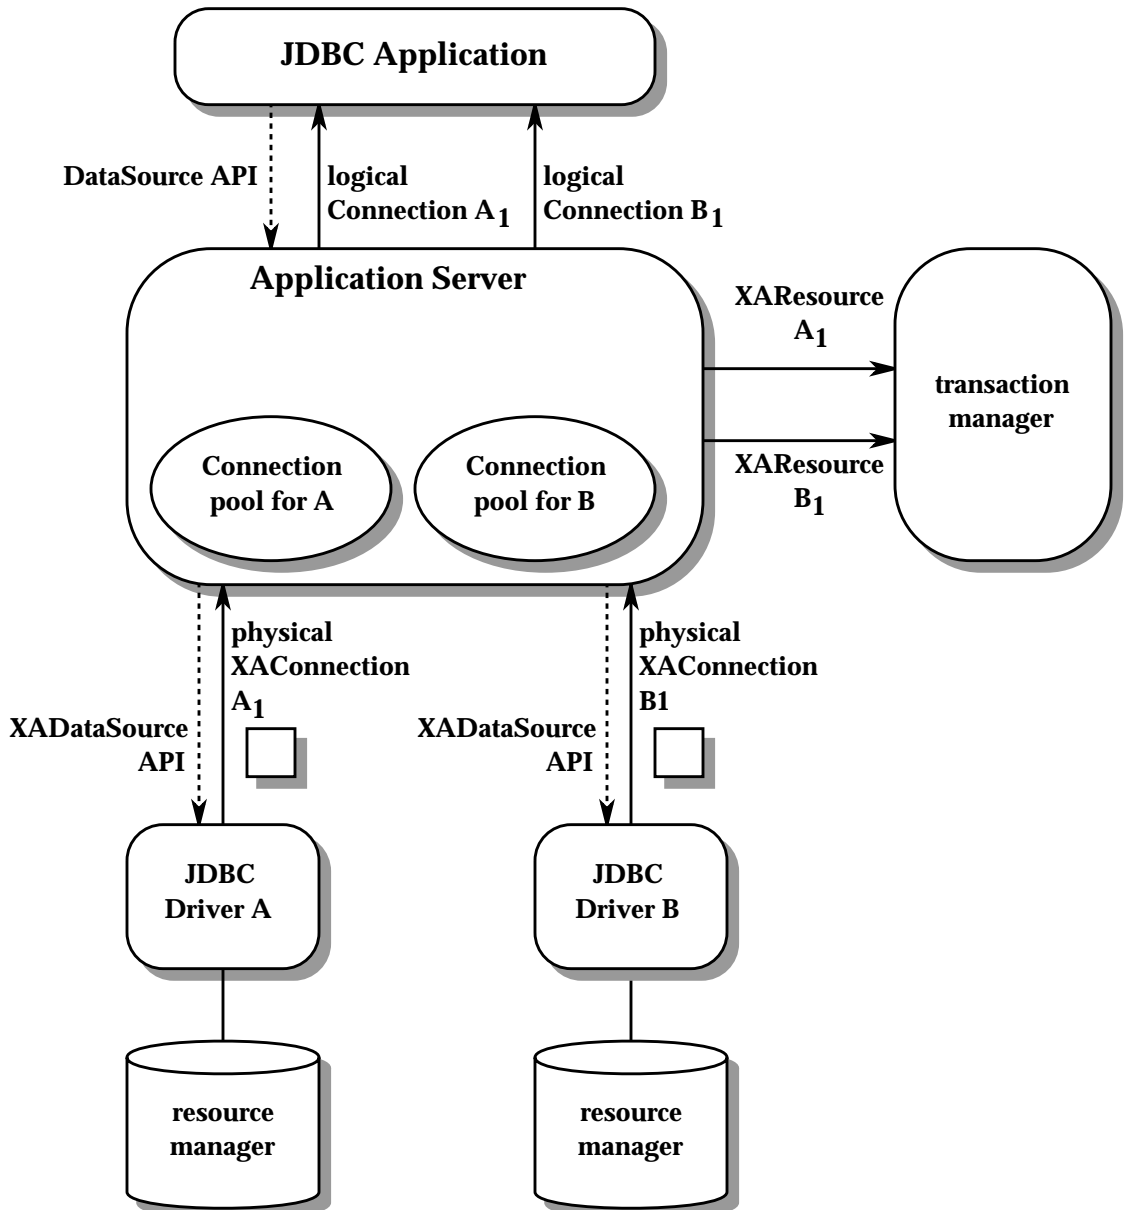 JDBC Application
DataSource API
logical
Connection A1
logical
Connection B1
Application Server
XAResource
A1
transaction
manager
XAResource
B1
Connection
pool for A
Connection
pool for B
physical
XAConnection
A1
XADataSource
API
physical
XAConnection
B1
XADataSource
API
JDBC
Driver A
JDBC
Driver B
resource
manager
resource
manager